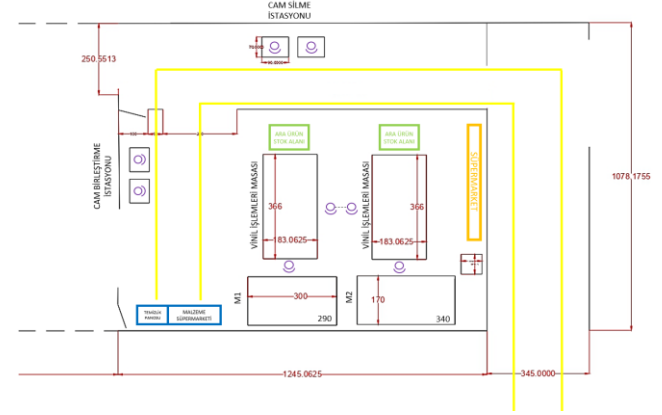 CAM SİLME
İSTASYONU
250.5513
CAM BİRLEŞTİRME
İSTASYONU
ARA ÜRÜN
STOK ALANI
ARA ÜRÜN
STOK ALANI
SÜPERMARKET
VİNİL İŞLEMLERİ MASASI
366
183.0625
VİNİL İŞLEMLERİ MASASI
366
183.0625
1078.1755
TEMİZLİK
PANOSU
MALZEME
SÜPERMARKETİ
M1
300
290
M2
170
340
1245.0625
345.0000